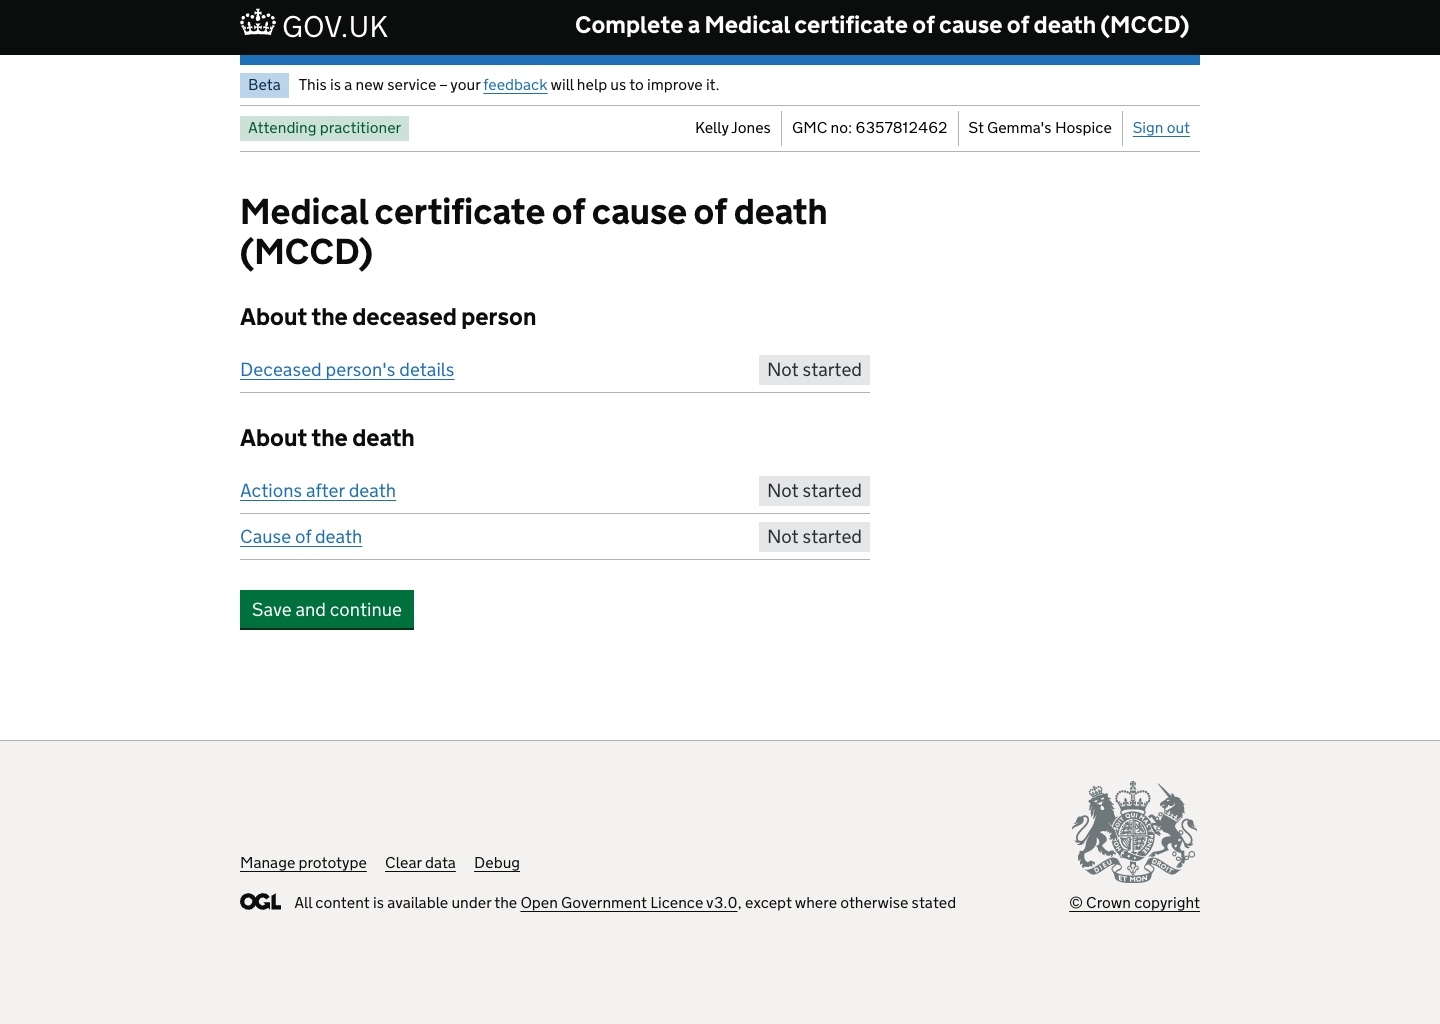 GOV.UK
Complete a Medical certificate of cause of death (MCCD)
Beta This is a new service – your feedback will help us to improve it.
Attending practitioner
Kelly Jones
GMC no: 6357812462
St Gemma's Hospice
Sign out
Medical certificate of cause of death
(MCCD)
About the deceased person
Deceased person's details Not started
About the death
Actions after death Not started
Cause of death Not started
Save and continue
Manage prototype Clear data Debug
OGL All content is available under the Open Government Licence v3.0, except where otherwise stated
DIEU ET MON DROIT
© Crown copyright